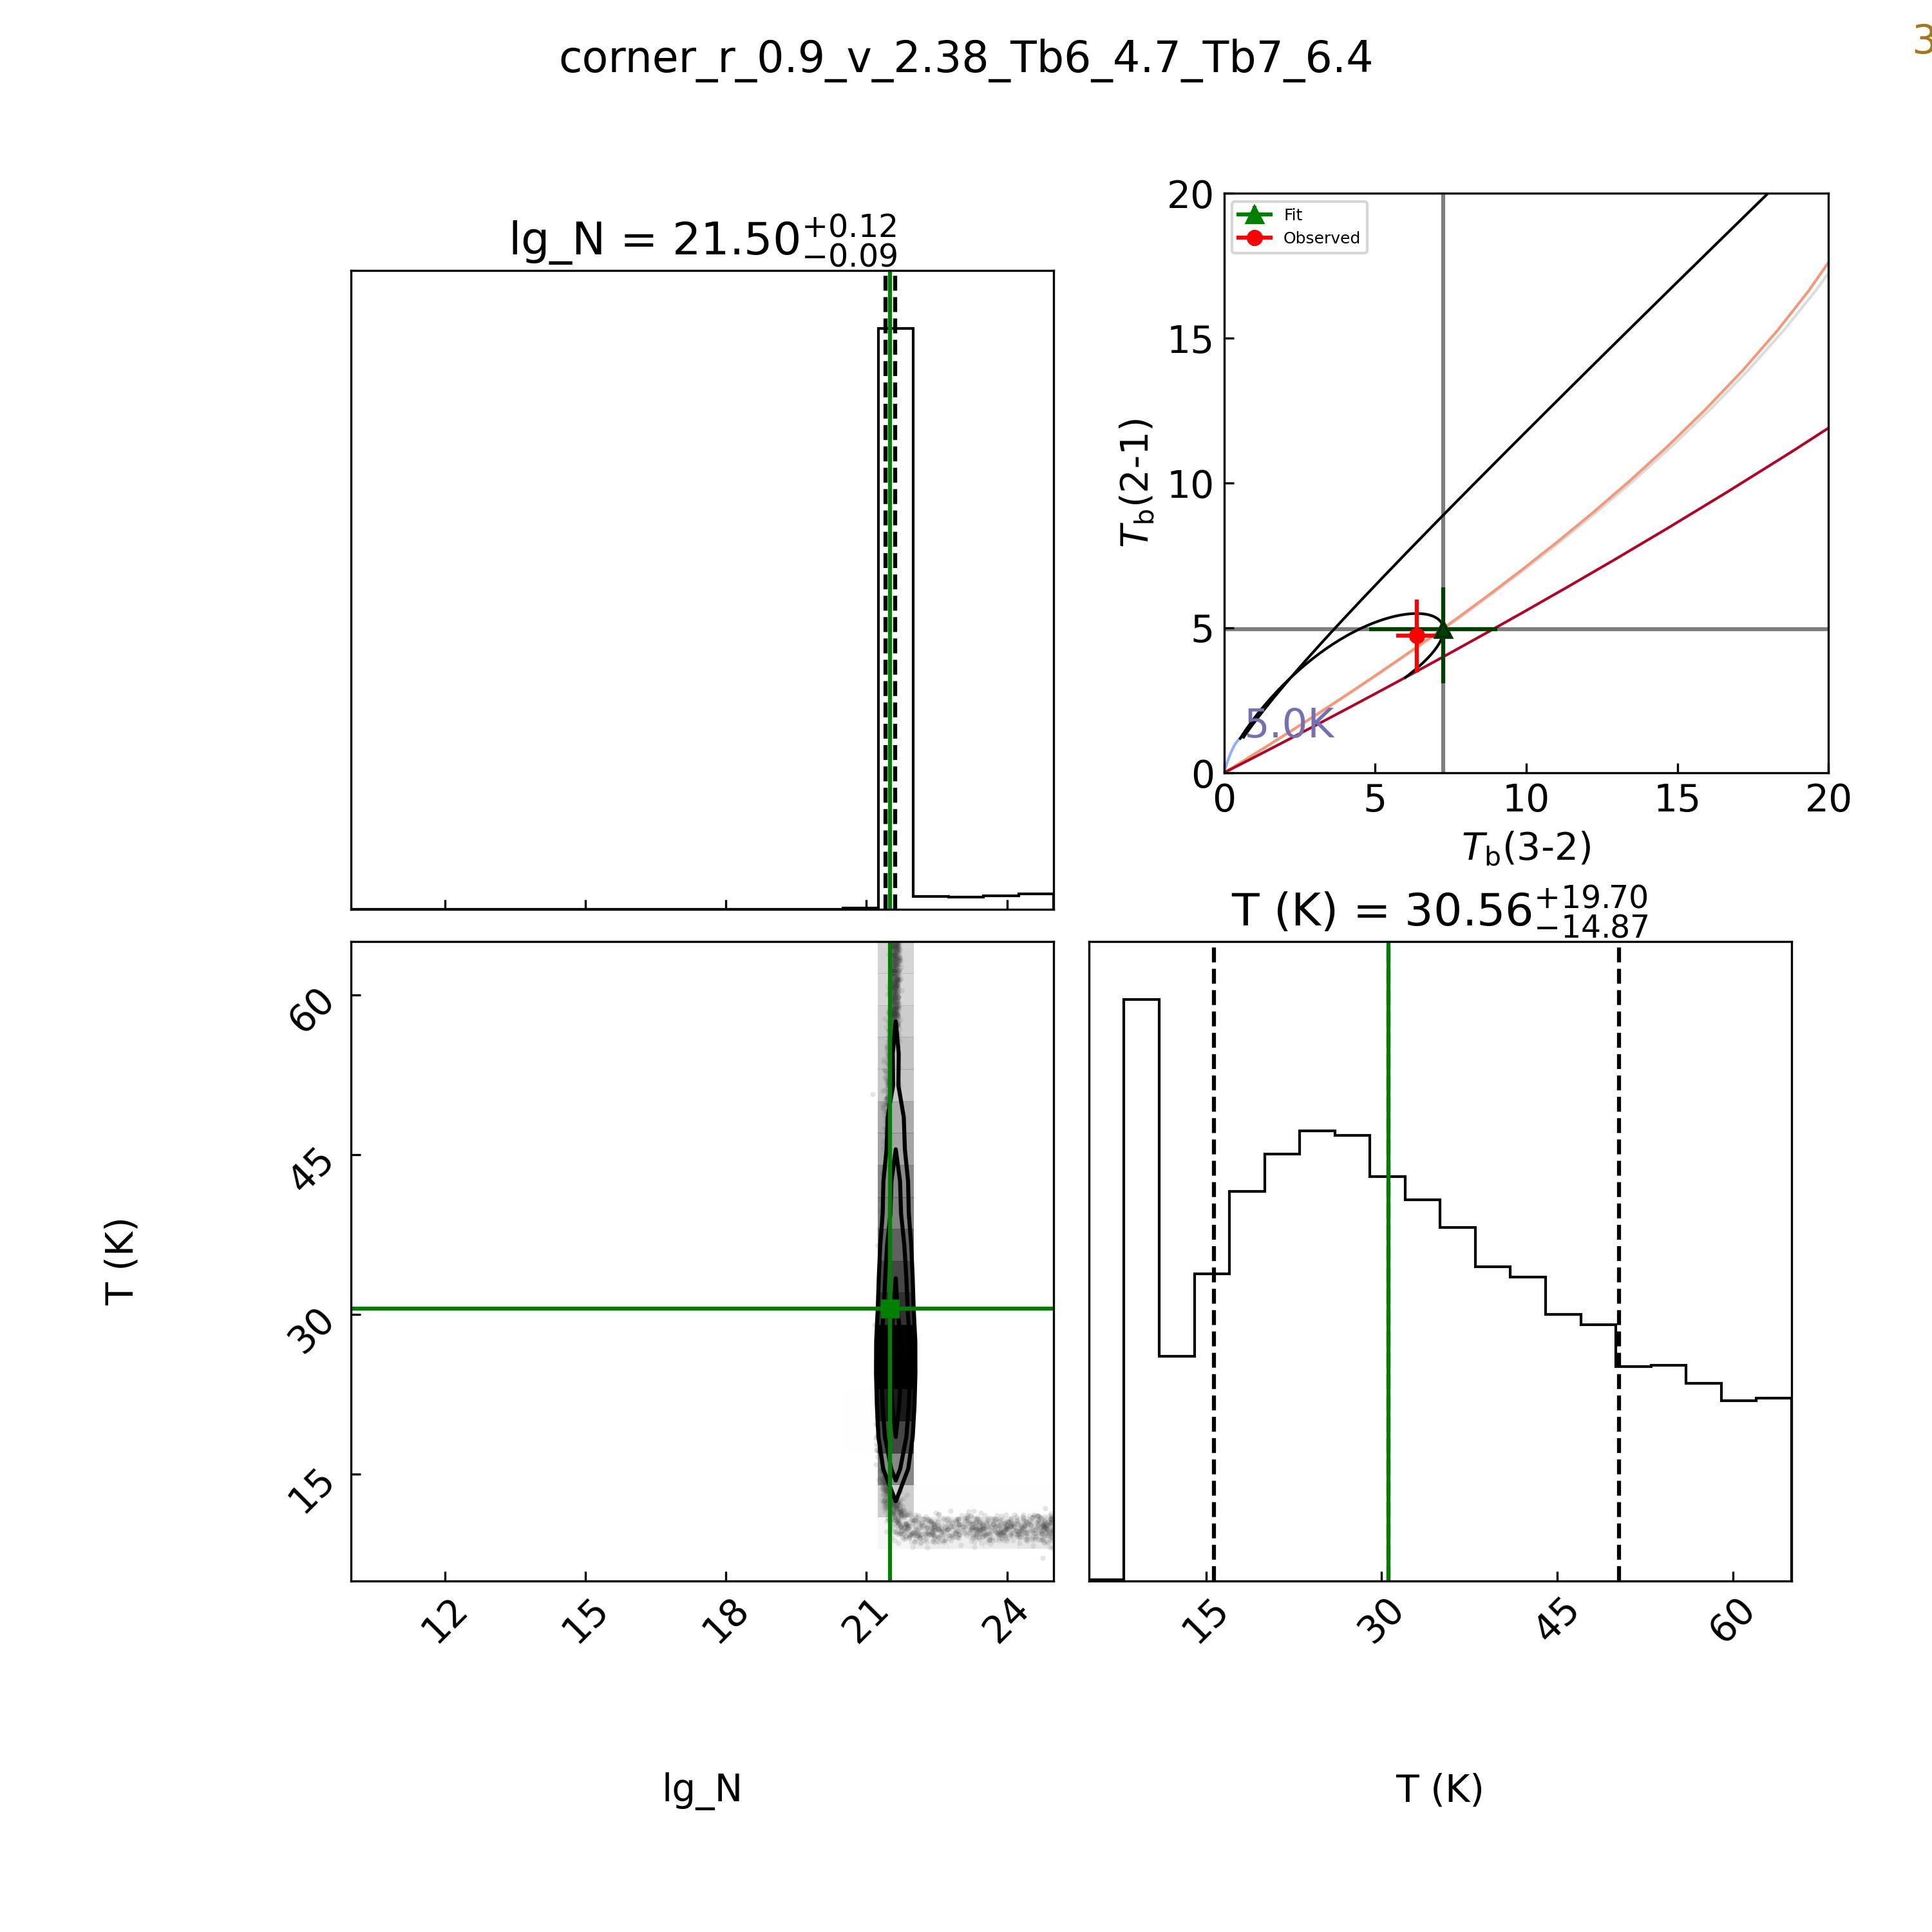 corner_r_0.9_v_2.38_Tb6_4.7_Tb7_6.4
3
lg_N = 21.50+0.12−0.09
20
15
10
5
0
Tb(2-1)
Fit
Observed
5.0K
0 5 10 15 20
Tb(3-2)
T (K) = 30.56+19.70−14.87
60
45
30
15
T (K)
12 15 18 21 24
lg_N
15 30 45 60
T (K)